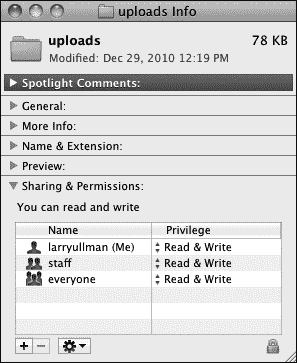 uploads Info
uploads 78 KB
Modified: Dec 29, 2010 12:19 PM
Spotlight Comments:
General:
More Info:
Name & Extension:
Preview:
Sharing & Permissions:
You can read and write
Name Privilege
larryullman (Me) Read & Write
staff Read & Write
everyone Read & Write